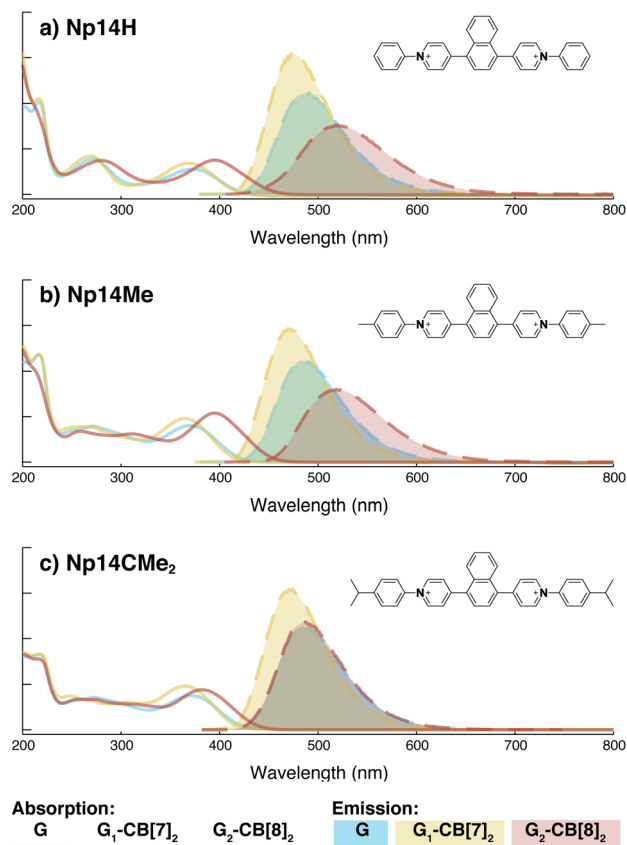 a) Np14H
N+ N+
200 300 400 500 600 700 800
Wavelength (nm)
b) Np14Me
N+ N+
200 300 400 500 600 700 800
Wavelength (nm)
c) Np14CMe₂
N+ N+
200 300 400 500 600 700 800
Wavelength (nm)
Absorption: Emission:
G G₁-CB[7]₂ G₂-CB[8]₂ G G₁-CB[7]₂ G₂-CB[8]₂